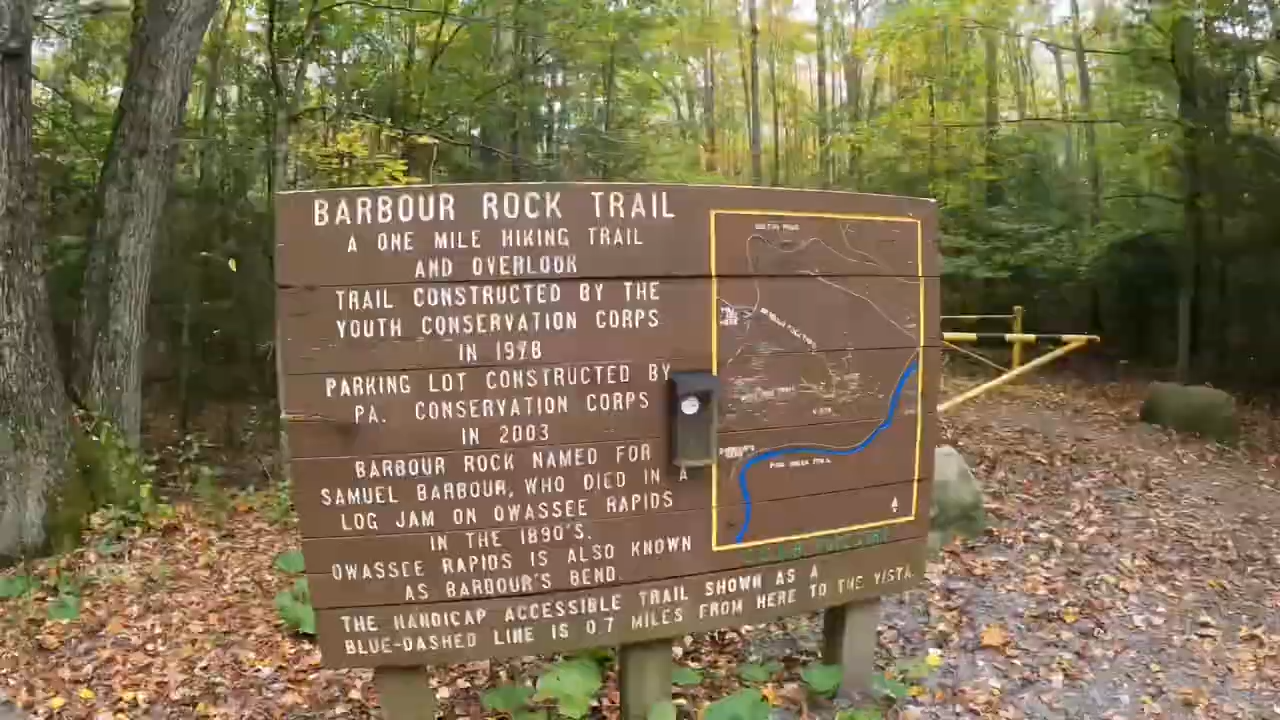 BARBOUR ROCK TRAIL
A ONE MILE HIKING TRAIL
AND OVERLOOK
TRAIL CONSTRUCTED BY THE
YOUTH CONSERVATION CORPS
IN 1978
PARKING LOT CONSTRUCTED BY
PA. CONSERVATION CORPS
IN 2003
BARBOUR ROCK NAMED FOR
SAMUEL BARBOUR, WHO DIED IN A
LOG JAM ON OWASSEE RAPIDS
IN THE 1890'S.
OWASSEE RAPIDS IS ALSO KNOWN
AS BARBOUR'S BEND.
THE HANDICAP ACCESSIBLE TRAIL SHOWN AS A
BLUE-DASHED LINE IS 0.7 MILES FROM HERE TO THE VISTA.